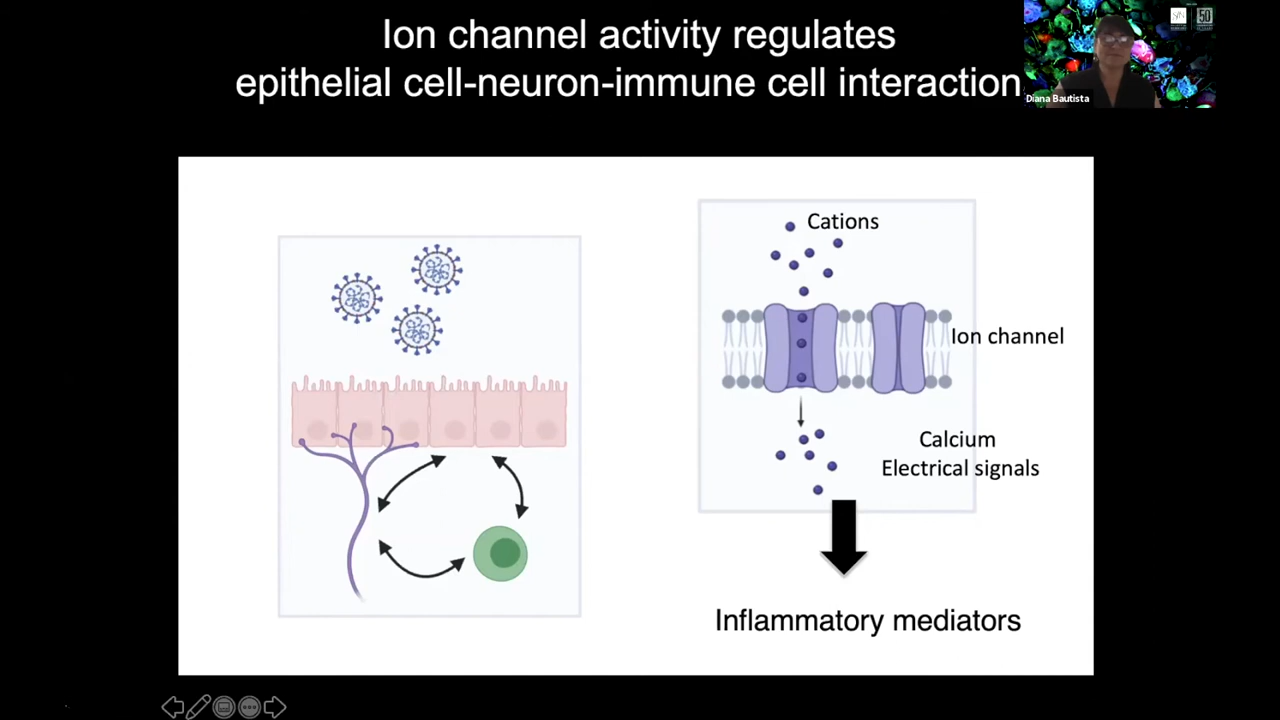 Ion channel activity regulates
epithelial cell-neuron-immune cell interaction
Diana Bautista
50
Cations
Ion channel
Calcium
Electrical signals
Inflammatory mediators